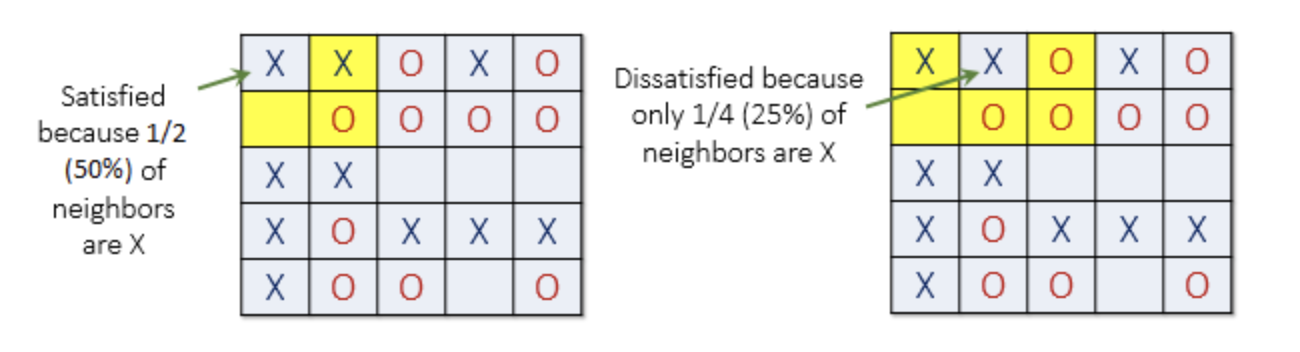 Satisfied
because 1/2
(50%) of
neighbors
are X
X X O X O
O O O O
X X
X O X X X
X O O O
Dissatisfied because
only 1/4 (25%) of
neighbors are X
X X O X O
O O O O
X X
X O X X X
X O O O